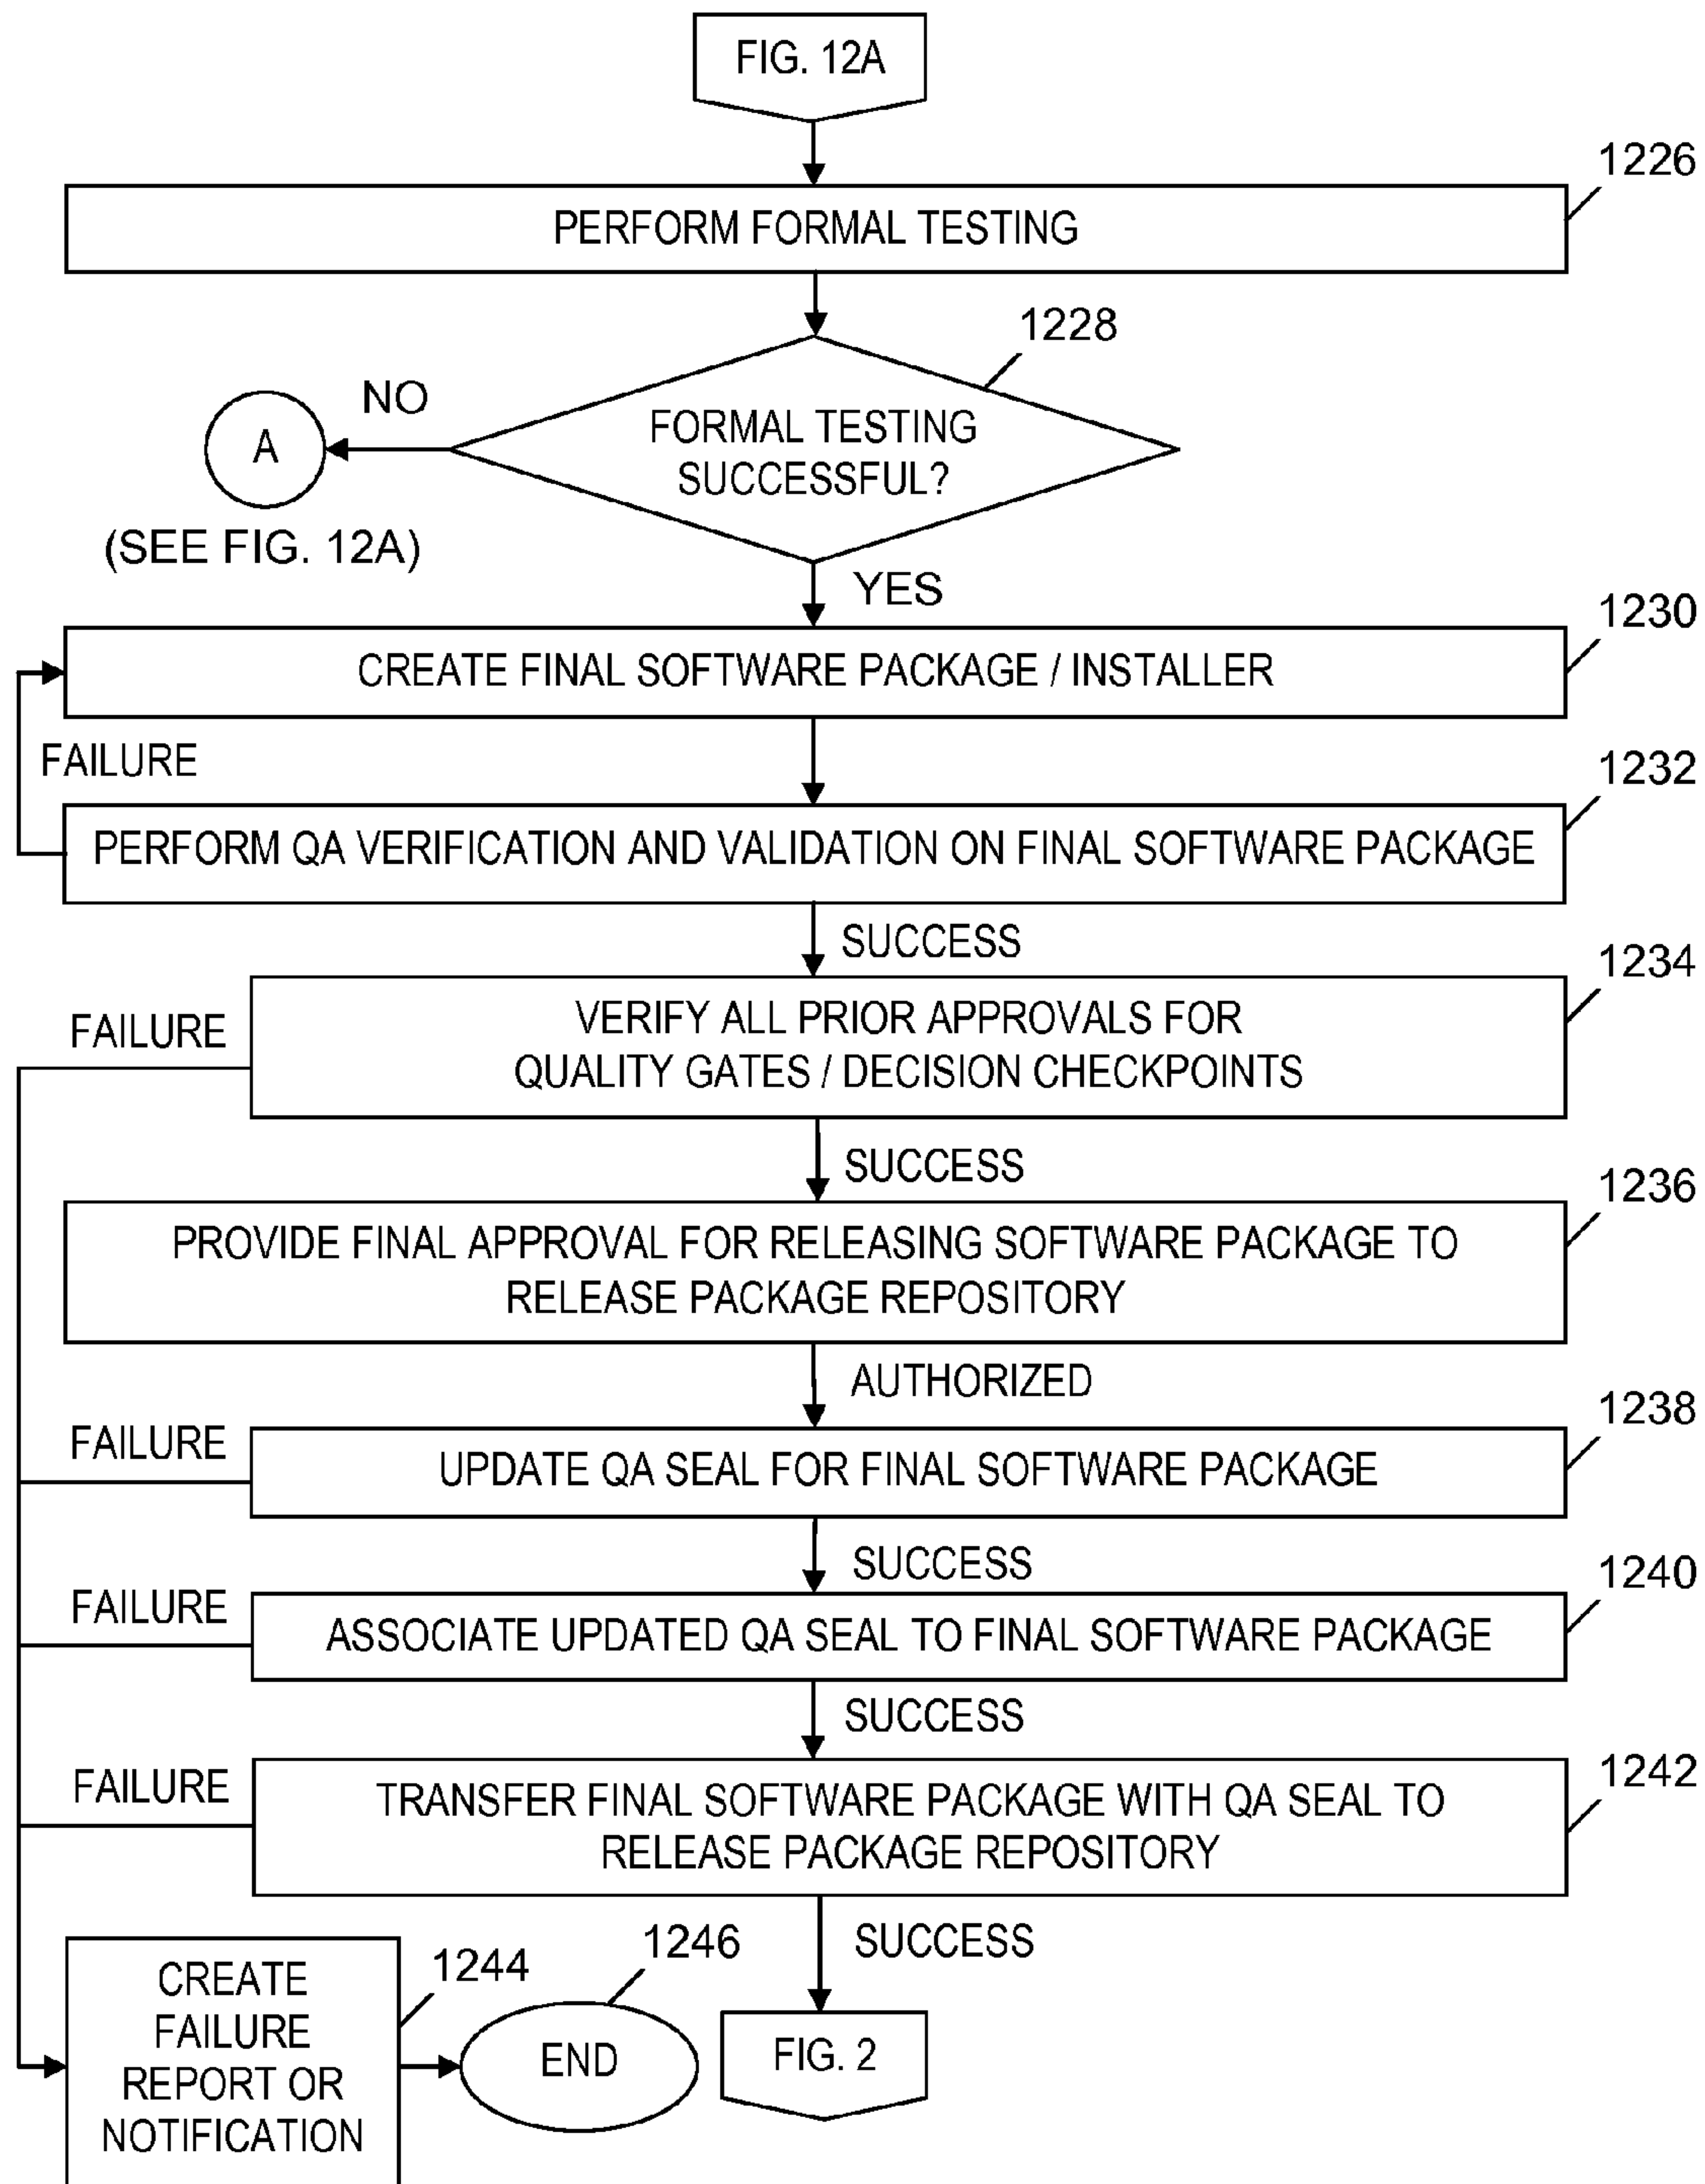 FIG. 12A
1226
PERFORM FORMAL TESTING
1228
NO
A
FORMAL TESTING
SUCCESSFUL?
(SEE FIG. 12A)
YES
1230
CREATE FINAL SOFTWARE PACKAGE / INSTALLER
FAILURE
1232
PERFORM QA VERIFICATION AND VALIDATION ON FINAL SOFTWARE PACKAGE
SUCCESS
1234
FAILURE
VERIFY ALL PRIOR APPROVALS FOR
QUALITY GATES / DECISION CHECKPOINTS
SUCCESS
1236
PROVIDE FINAL APPROVAL FOR RELEASING SOFTWARE PACKAGE TO
RELEASE PACKAGE REPOSITORY
AUTHORIZED
1238
FAILURE
UPDATE QA SEAL FOR FINAL SOFTWARE PACKAGE
SUCCESS
1240
FAILURE
ASSOCIATE UPDATED QA SEAL TO FINAL SOFTWARE PACKAGE
SUCCESS
1242
FAILURE
TRANSFER FINAL SOFTWARE PACKAGE WITH QA SEAL TO
RELEASE PACKAGE REPOSITORY
SUCCESS
1244
CREATE
FAILURE
REPORT OR
NOTIFICATION
1246
END
FIG. 2